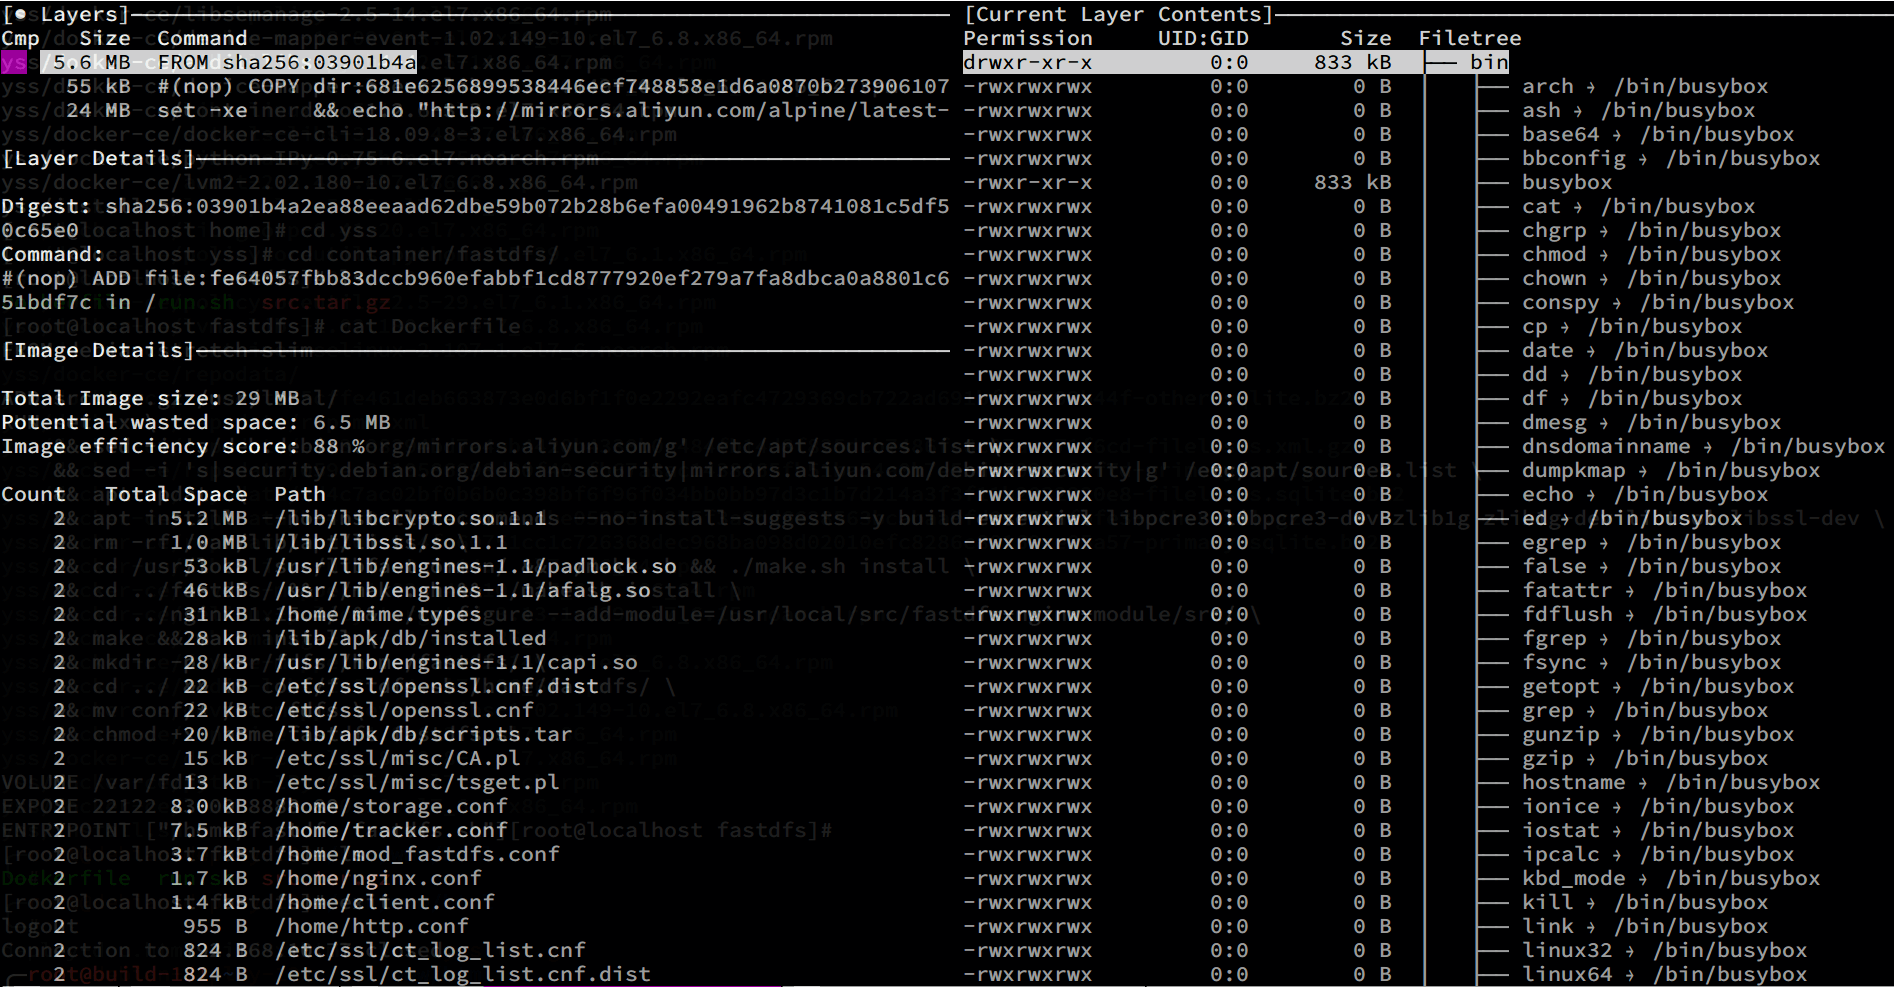 [● Layers]
Cmp   Size  Command
    5.6 MB  FROM sha256:03901b4a
     55 kB  #(nop) COPY dir:681e6256899538446ecf748858e1d6a0870b273906107
     24 MB  set -xe     && echo "http://mirrors.aliyun.com/alpine/latest-
[Layer Details]
Digest: sha256:03901b4a2ea88eeaad62dbe59b072b28b6efa00491962b8741081c5df5
0c65e0
Command:
#(nop) ADD file:fe64057fbb83dccb960efabbf1cd8777920ef279a7fa8dbca0a8801c6
51bdf7c in /
[Image Details]
Total Image size: 29 MB
Potential wasted space: 6.5 MB
Image efficiency score: 88 %
Count   Total Space  Path
    2        5.2 MB  /lib/libcrypto.so.1.1
    2        1.0 MB  /lib/libssl.so.1.1
    2         53 kB  /usr/lib/engines-1.1/padlock.so
    2         46 kB  /usr/lib/engines-1.1/afalg.so
    2         31 kB  /home/mime.types
    2         28 kB  /lib/apk/db/installed
    2         28 kB  /usr/lib/engines-1.1/capi.so
    2         22 kB  /etc/ssl/openssl.cnf.dist
    2         22 kB  /etc/ssl/openssl.cnf
    2         20 kB  /lib/apk/db/scripts.tar
    2         15 kB  /etc/ssl/misc/CA.pl
    2         13 kB  /etc/ssl/misc/tsget.pl
    2        8.0 kB  /home/storage.conf
    2        7.5 kB  /home/tracker.conf
    2        3.7 kB  /home/mod_fastdfs.conf
    2        1.7 kB  /home/nginx.conf
    2        1.4 kB  /home/client.conf
    2         955 B  /home/http.conf
    2         824 B  /etc/ssl/ct_log_list.cnf
    2         824 B  /etc/ssl/ct_log_list.cnf.dist
[Current Layer Contents]
Permission     UID:GID       Size  Filetree
drwxr-xr-x         0:0     833 kB  ├── bin
-rwxrwxrwx         0:0        0 B  │   ├── arch → /bin/busybox
-rwxrwxrwx         0:0        0 B  │   ├── ash → /bin/busybox
-rwxrwxrwx         0:0        0 B  │   ├── base64 → /bin/busybox
-rwxrwxrwx         0:0        0 B  │   ├── bbconfig → /bin/busybox
-rwxr-xr-x         0:0     833 kB  │   ├── busybox
-rwxrwxrwx         0:0        0 B  │   ├── cat → /bin/busybox
-rwxrwxrwx         0:0        0 B  │   ├── chgrp → /bin/busybox
-rwxrwxrwx         0:0        0 B  │   ├── chmod → /bin/busybox
-rwxrwxrwx         0:0        0 B  │   ├── chown → /bin/busybox
-rwxrwxrwx         0:0        0 B  │   ├── conspy → /bin/busybox
-rwxrwxrwx         0:0        0 B  │   ├── cp → /bin/busybox
-rwxrwxrwx         0:0        0 B  │   ├── date → /bin/busybox
-rwxrwxrwx         0:0        0 B  │   ├── dd → /bin/busybox
-rwxrwxrwx         0:0        0 B  │   ├── df → /bin/busybox
-rwxrwxrwx         0:0        0 B  │   ├── dmesg → /bin/busybox
-rwxrwxrwx         0:0        0 B  │   ├── dnsdomainname → /bin/busybox
-rwxrwxrwx         0:0        0 B  │   ├── dumpkmap → /bin/busybox
-rwxrwxrwx         0:0        0 B  │   ├── echo → /bin/busybox
-rwxrwxrwx         0:0        0 B  │   ├── ed → /bin/busybox
-rwxrwxrwx         0:0        0 B  │   ├── egrep → /bin/busybox
-rwxrwxrwx         0:0        0 B  │   ├── false → /bin/busybox
-rwxrwxrwx         0:0        0 B  │   ├── fatattr → /bin/busybox
-rwxrwxrwx         0:0        0 B  │   ├── fdflush → /bin/busybox
-rwxrwxrwx         0:0        0 B  │   ├── fgrep → /bin/busybox
-rwxrwxrwx         0:0        0 B  │   ├── fsync → /bin/busybox
-rwxrwxrwx         0:0        0 B  │   ├── getopt → /bin/busybox
-rwxrwxrwx         0:0        0 B  │   ├── grep → /bin/busybox
-rwxrwxrwx         0:0        0 B  │   ├── gunzip → /bin/busybox
-rwxrwxrwx         0:0        0 B  │   ├── gzip → /bin/busybox
-rwxrwxrwx         0:0        0 B  │   ├── hostname → /bin/busybox
-rwxrwxrwx         0:0        0 B  │   ├── ionice → /bin/busybox
-rwxrwxrwx         0:0        0 B  │   ├── iostat → /bin/busybox
-rwxrwxrwx         0:0        0 B  │   ├── ipcalc → /bin/busybox
-rwxrwxrwx         0:0        0 B  │   ├── kbd_mode → /bin/busybox
-rwxrwxrwx         0:0        0 B  │   ├── kill → /bin/busybox
-rwxrwxrwx         0:0        0 B  │   ├── link → /bin/busybox
-rwxrwxrwx         0:0        0 B  │   ├── linux32 → /bin/busybox
-rwxrwxrwx         0:0        0 B  │   ├── linux64 → /bin/busybox